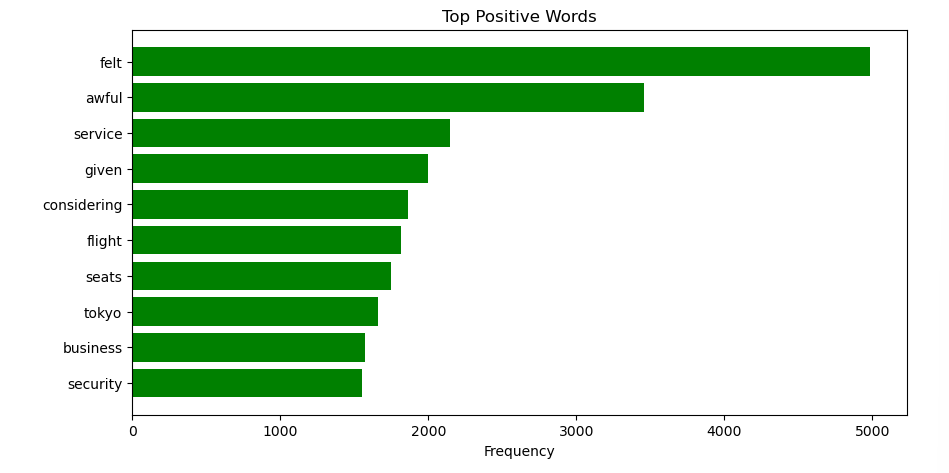 Top Positive Words
felt
awful
service
given
considering
flight
seats
tokyo
business
security
0 1000 2000 3000 4000 5000
Frequency